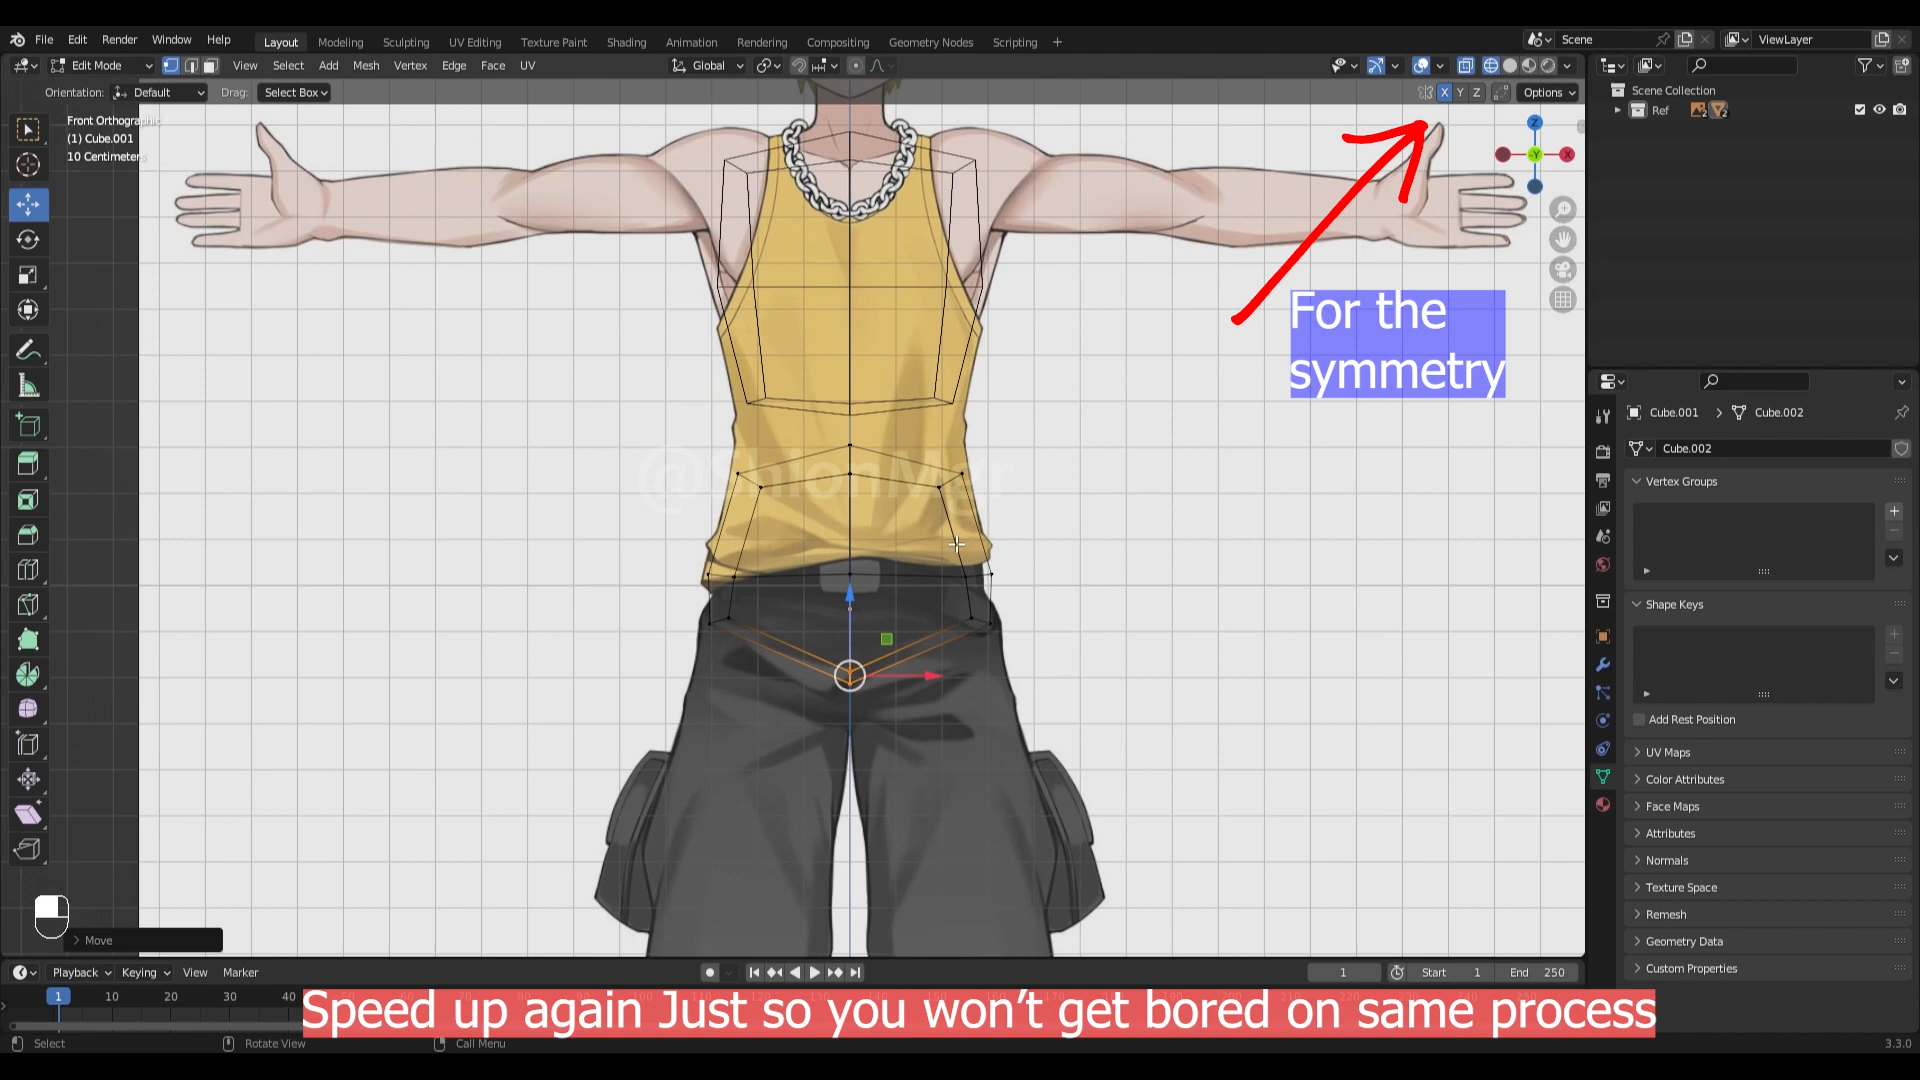 File Edit Render Window Help Layout Modeling Sculpting UV Editing Texture Paint Shading Animation Rendering Compositing Geometry Nodes Scripting + Scene ViewLayer
Edit Mode View Select Add Mesh Vertex Edge Face UV Global
Orientation: Default Drag: Select Box X Y Z Options
Scene Collection
Ref 2 2
Front Orthographic
(1) Cube.001
10 Centimeters
Z
Y
X
For the
symmetry
@ShionMgr
Cube.001 Cube.002
Cube.002
Vertex Groups
Shape Keys
Add Rest Position
UV Maps
Color Attributes
Face Maps
Attributes
Normals
Texture Space
Remesh
Geometry Data
Custom Properties
Move
Playback Keying View Marker 1 Start 1 End 250
1 10 20 30 40
Speed up again Just so you won't get bored on same process
Select Rotate View Call Menu 3.3.0